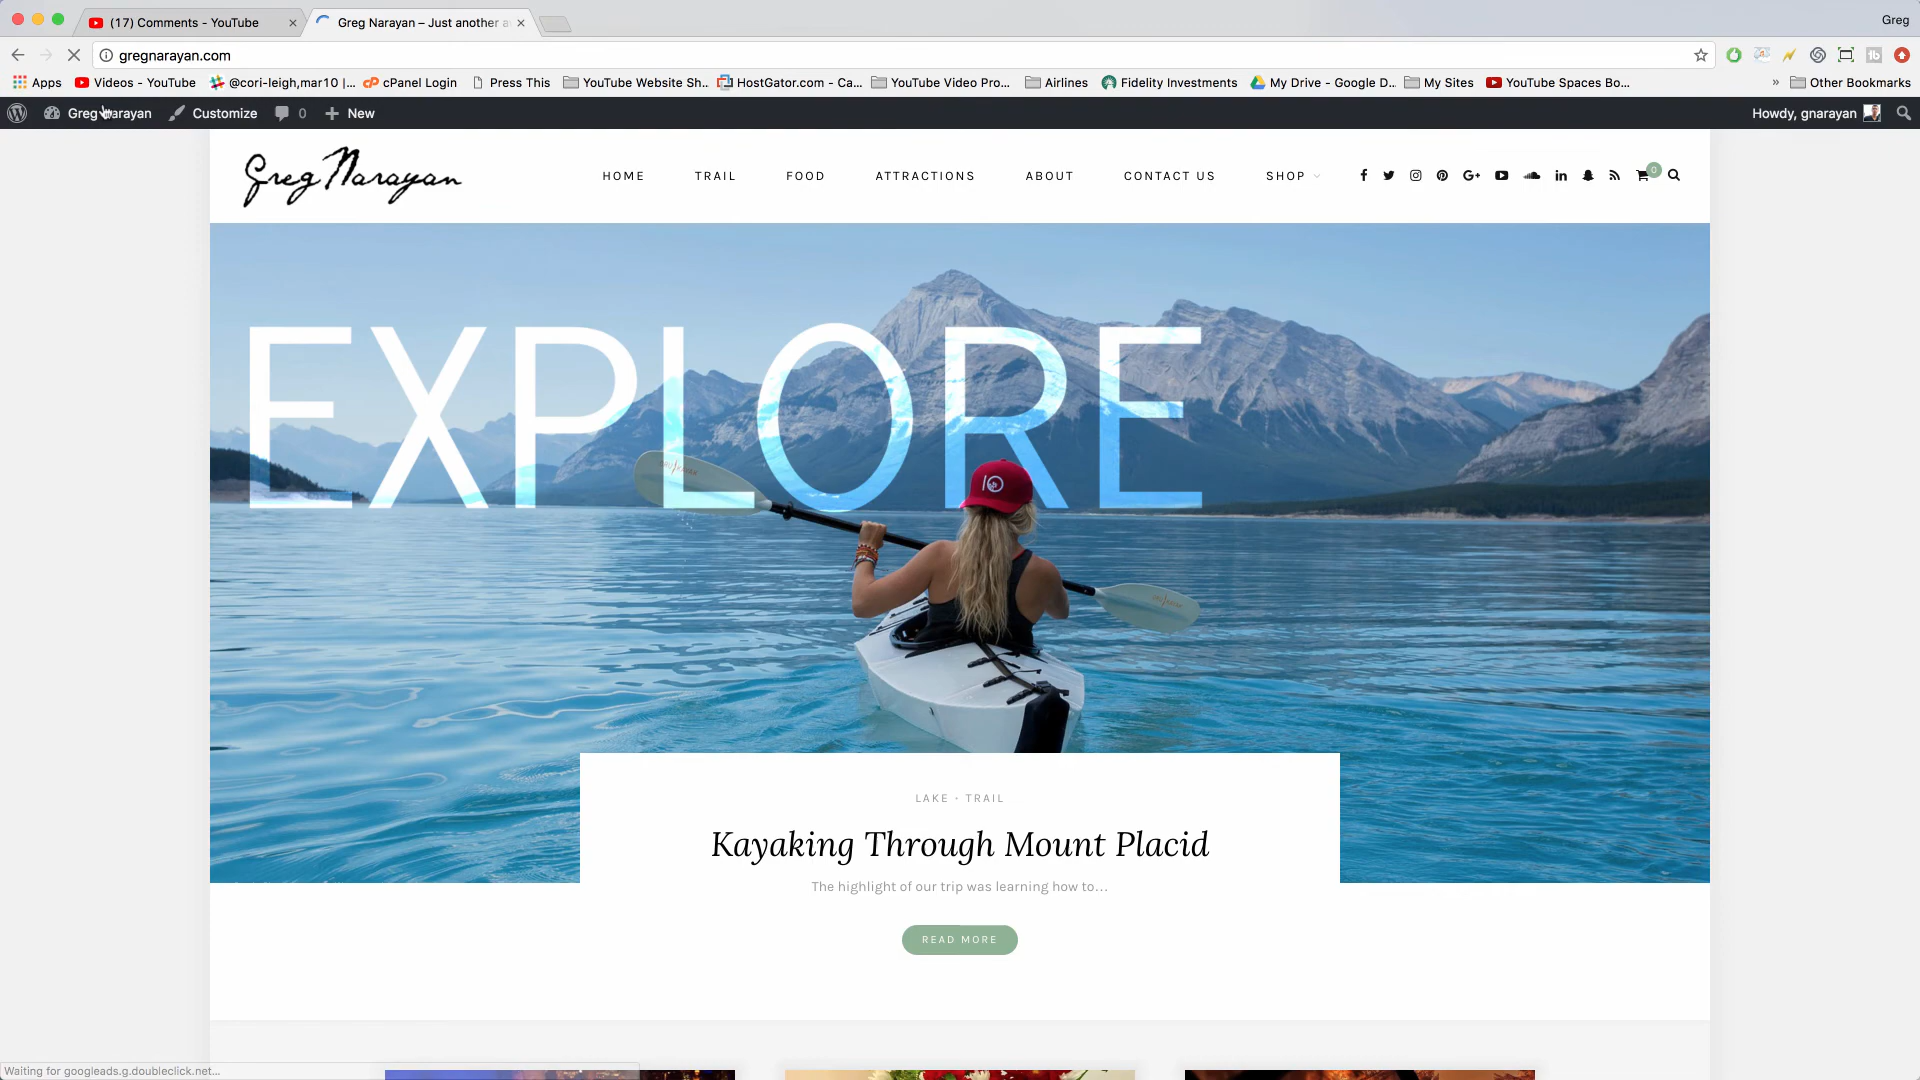 (17) Comments - YouTube
Greg Narayan – Just another a
Greg
gregnarayan.com
Apps
Videos - YouTube
@cori-leigh,mar10 |...
cPanel Login
Press This
YouTube Website Sh...
HostGator.com - Ca...
YouTube Video Pro...
Airlines
Fidelity Investments
My Drive - Google D...
My Sites
YouTube Spaces Bo...
»
Other Bookmarks
Greg Narayan
Customize
0
New
Howdy, gnarayan
Greg Narayan
HOME
TRAIL
FOOD
ATTRACTIONS
ABOUT
CONTACT US
SHOP
0
EXPLORE
LAKE · TRAIL
Kayaking Through Mount Placid
The highlight of our trip was learning how to...
READ MORE
Waiting for googleads.g.doubleclick.net...